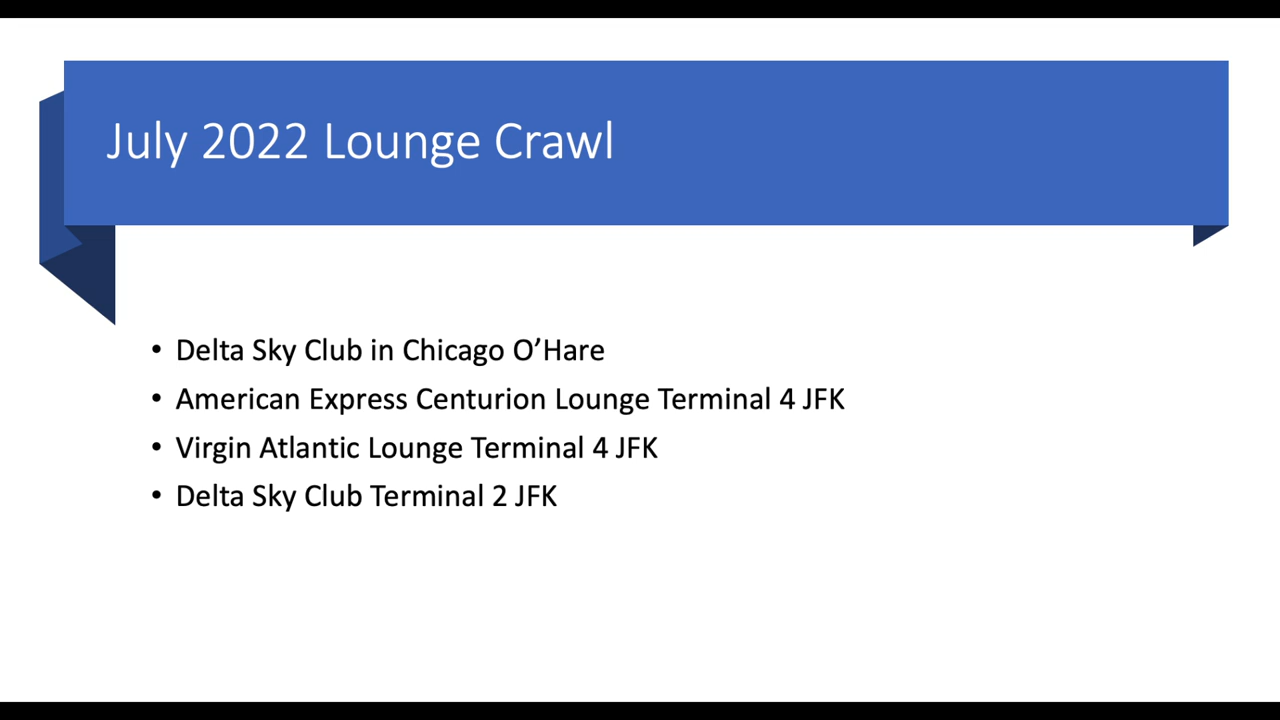 July 2022 Lounge Crawl
• Delta Sky Club in Chicago O’Hare
• American Express Centurion Lounge Terminal 4 JFK
• Virgin Atlantic Lounge Terminal 4 JFK
• Delta Sky Club Terminal 2 JFK